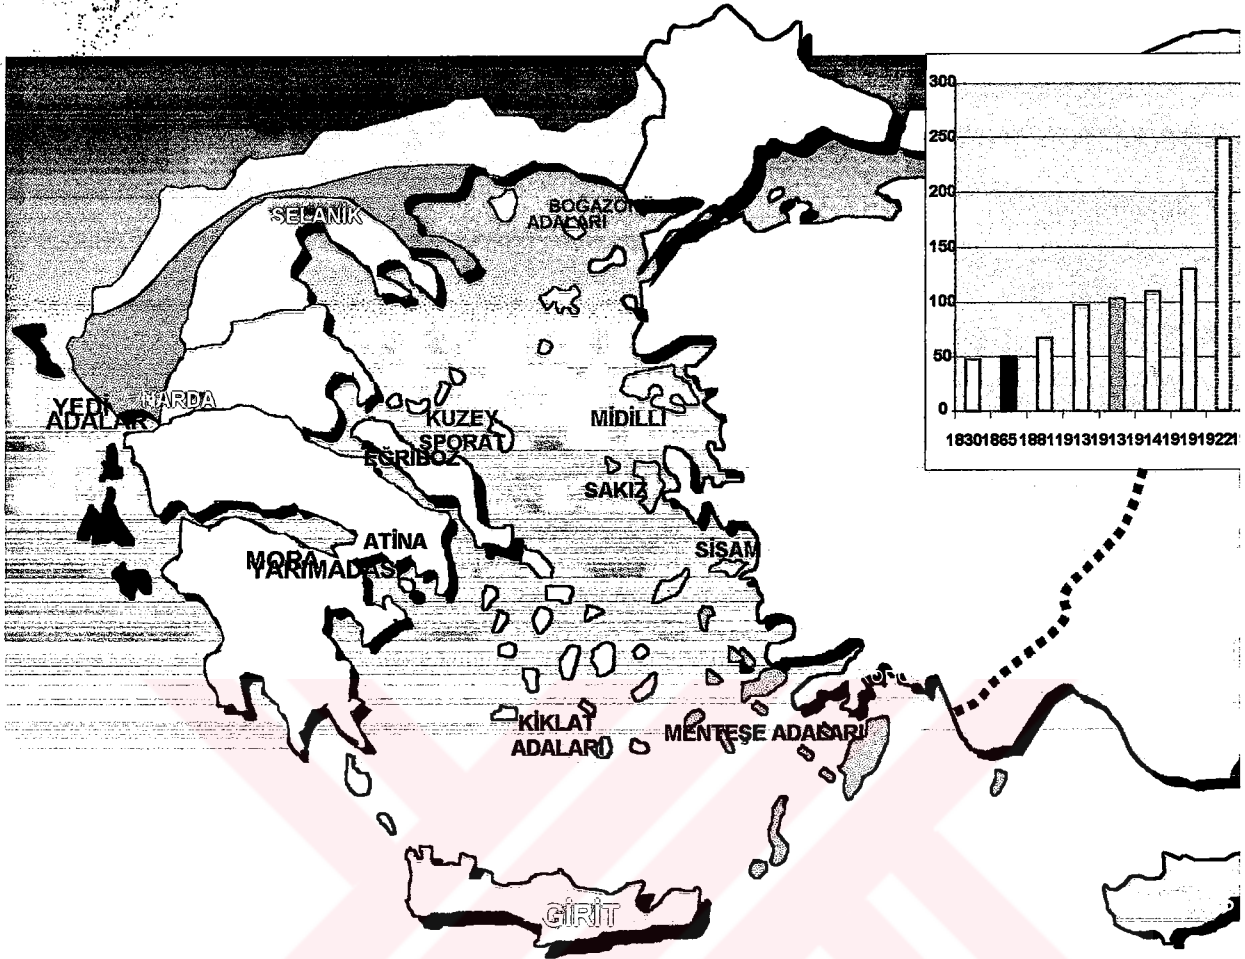 300
250
200
150
100
50
0
1830 1865 1881 1913 1913 1914 1919 1922
SELANİK
ADALARI
YEDİ
ADALAR
NARDA
KUZEY
SPORAT
EĞRİBOZ
MİDİLLİ
SAKIZ
SİSAM
ATİNA
MORA
YARIMADASI
KİKLAT
ADALARI
MENTEŞE ADALARI
GİRİT